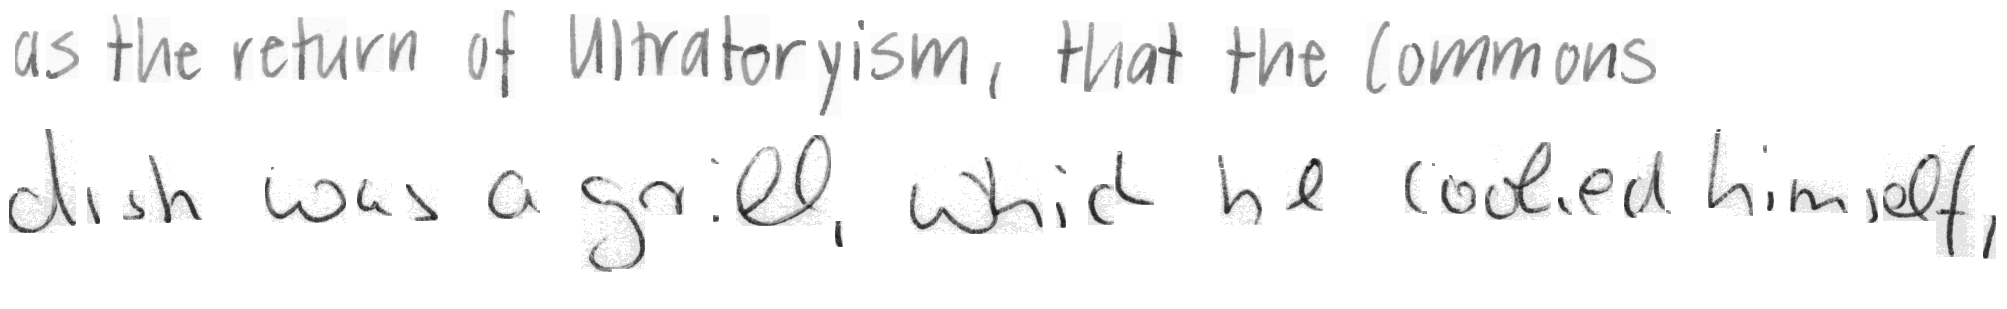 as the return of Ultratoryism, that the Commons
dish was a grill, which he cooked himself,